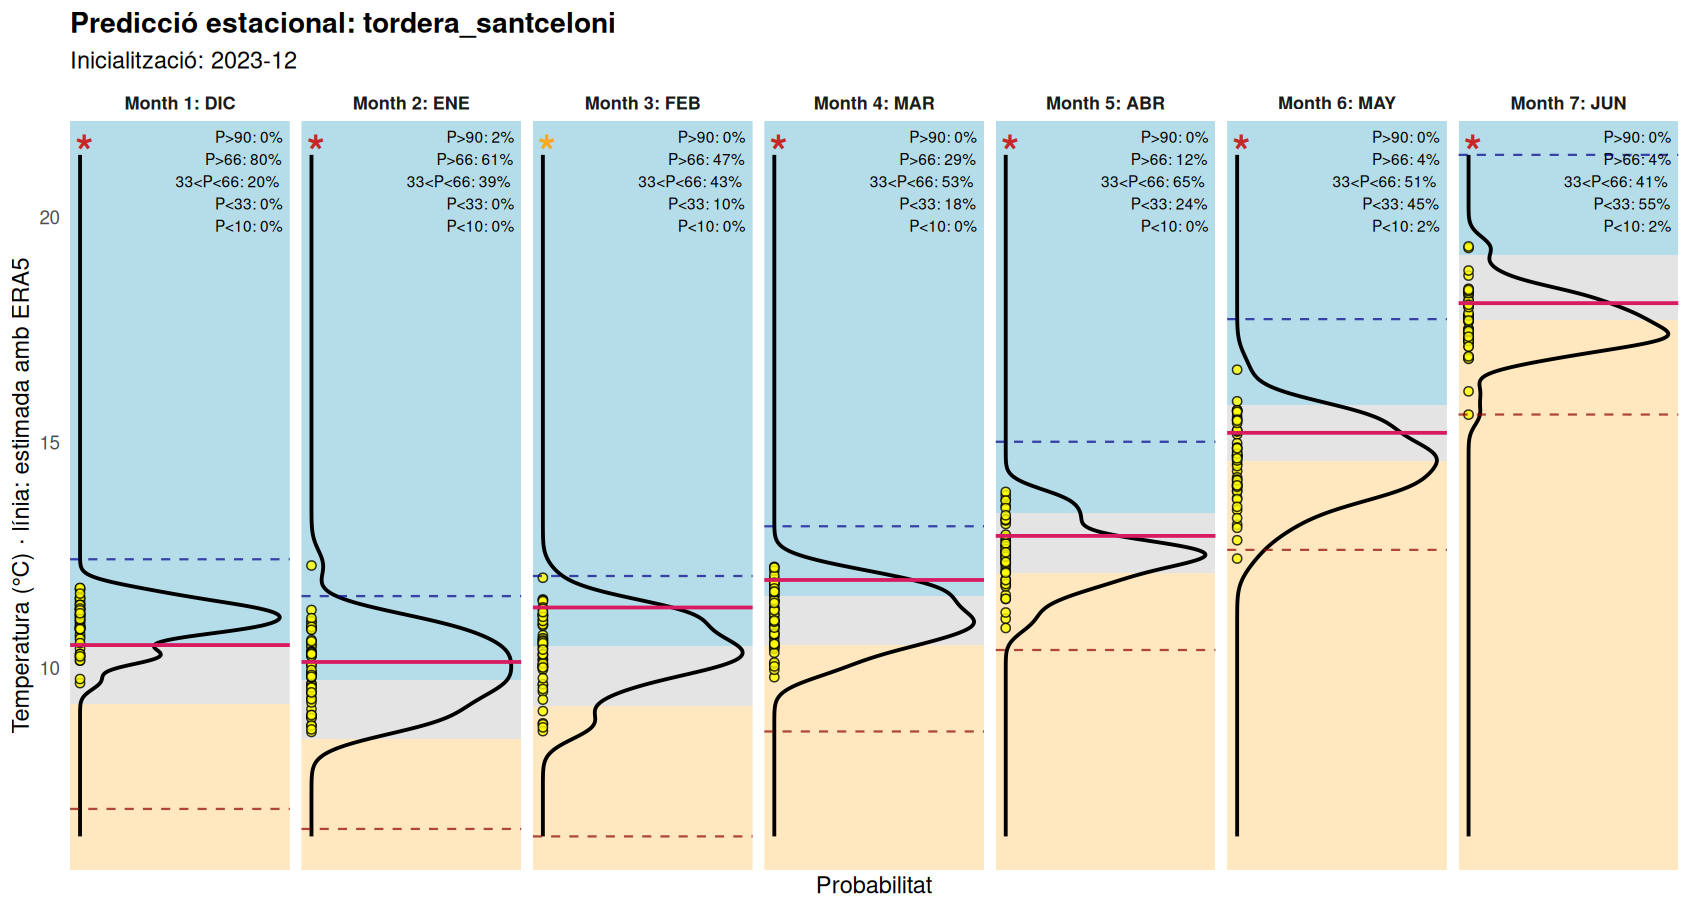 Predicció estacional: tordera_santceloni
Inicialització: 2023-12
Month 1: DIC
Month 2: ENE
Month 3: FEB
Month 4: MAR
Month 5: ABR
Month 6: MAY
Month 7: JUN
*
P>90: 0%
P>66: 80%
33<P<66: 20%
P<33: 0%
P<10: 0%
*
P>90: 2%
P>66: 61%
33<P<66: 39%
P<33: 0%
P<10: 0%
*
P>90: 0%
P>66: 47%
33<P<66: 43%
P<33: 10%
P<10: 0%
*
P>90: 0%
P>66: 29%
33<P<66: 53%
P<33: 18%
P<10: 0%
*
P>90: 0%
P>66: 12%
33<P<66: 65%
P<33: 24%
P<10: 0%
*
P>90: 0%
P>66: 4%
33<P<66: 51%
P<33: 45%
P<10: 2%
*
P>90: 0%
P>66: 4%
33<P<66: 41%
P<33: 55%
P<10: 2%
20
15
10
Temperatura (°C) · línia: estimada amb ERA5
Probabilitat